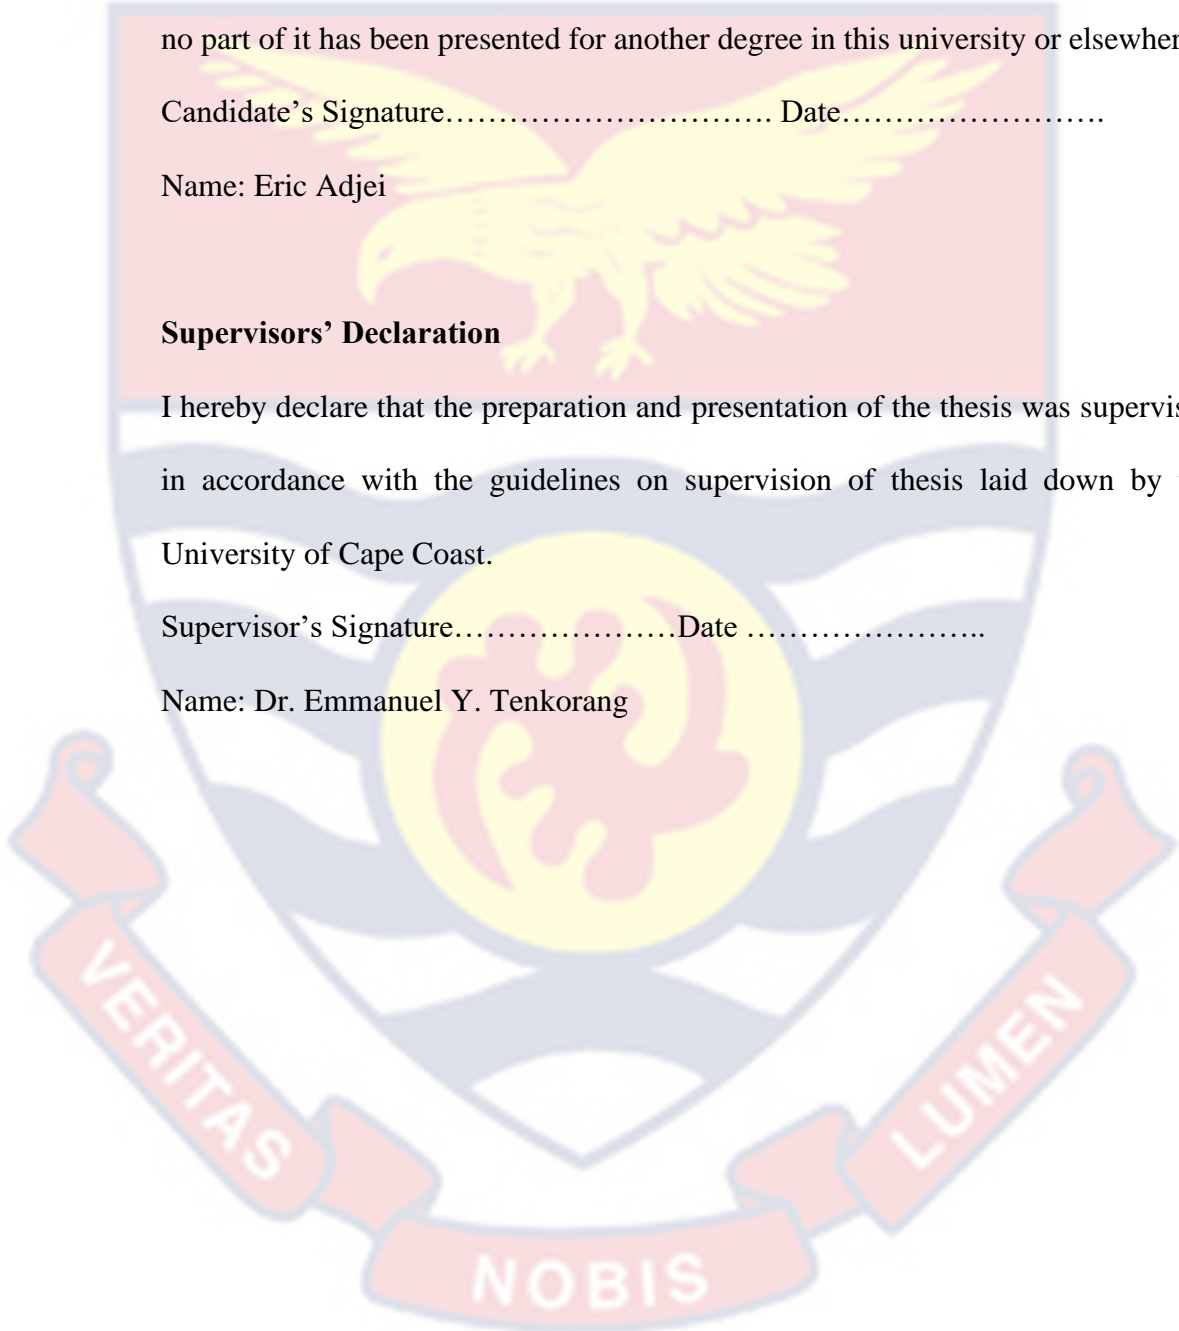 no part of it has been presented for another degree in this university or elsewher
Candidate’s Signature…………………………. Date…………………….
Name: Eric Adjei
Supervisors’ Declaration
I hereby declare that the preparation and presentation of the thesis was supervis
in accordance with the guidelines on supervision of thesis laid down by
University of Cape Coast.
Supervisor’s Signature…………………Date …………………..
Name: Dr. Emmanuel Y. Tenkorang
VERITAS
NOBIS
LUMEN